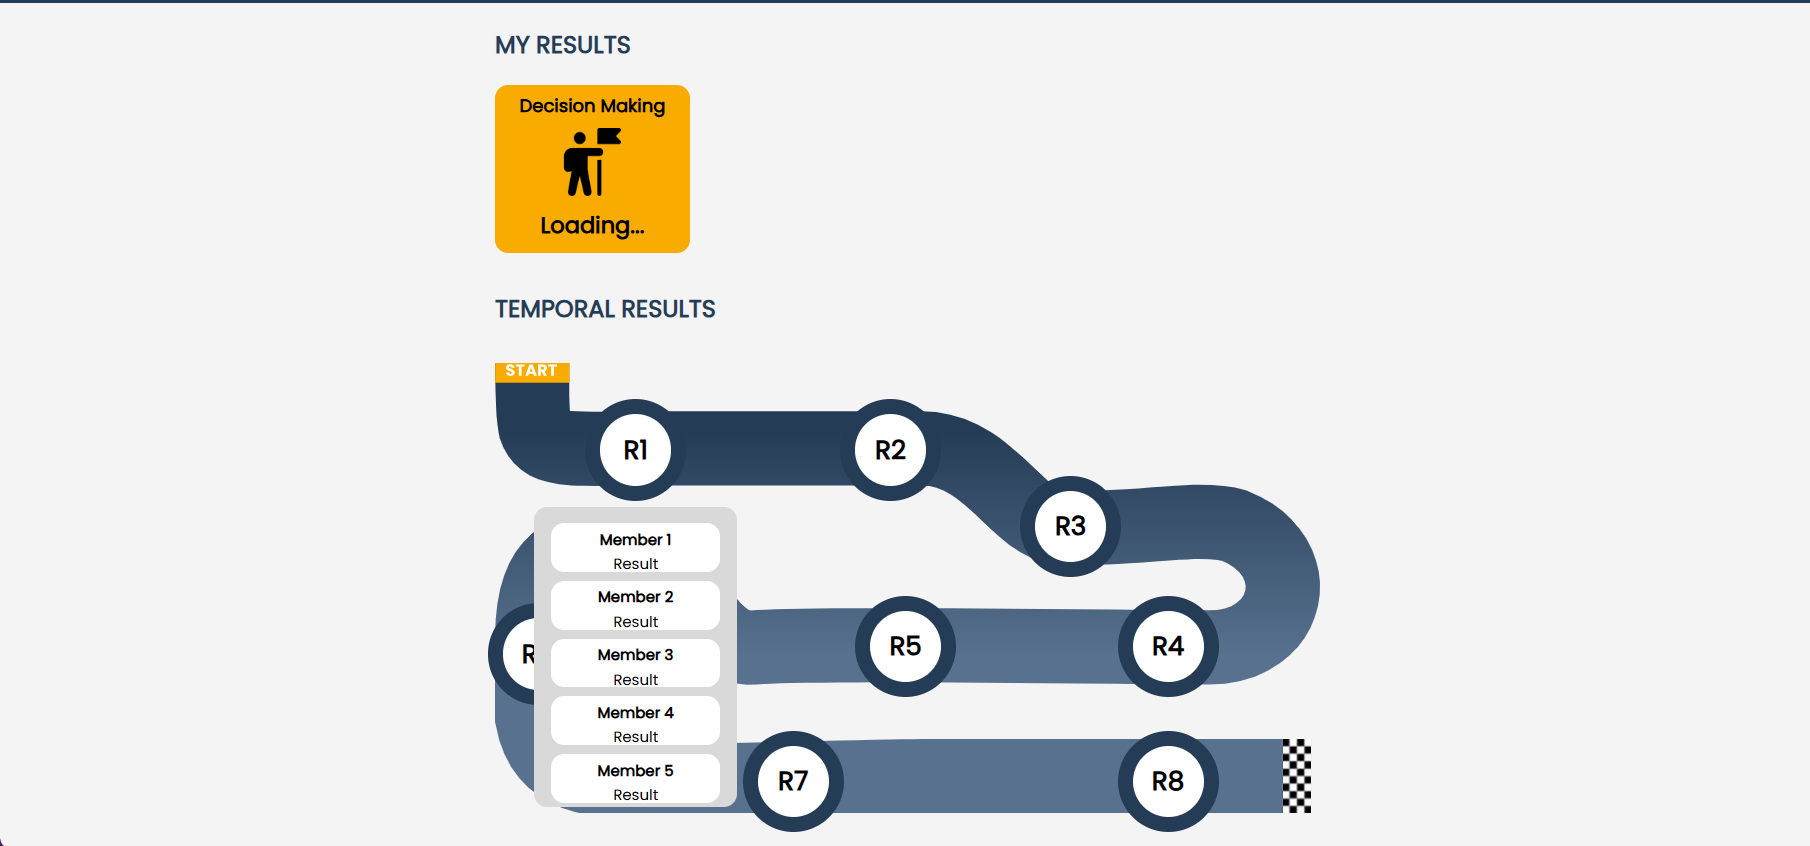 MY RESULTS
Decision Making
Loading...
TEMPORAL RESULTS
START
R1
R2
R3
R4
R5
Member 1
Result
Member 2
Result
Member 3
Result
Member 4
Result
Member 5
Result
R7
R8